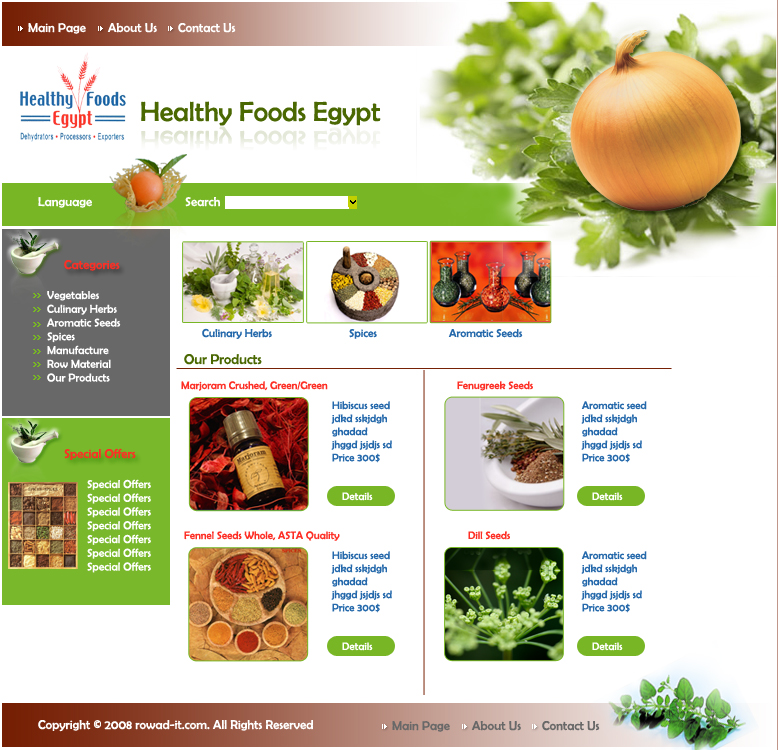 Main Page About Us Contact Us
Healthy Foods
Egypt
Dehydrators • Processors • Exporters
Healthy Foods Egypt
Language Search
Categories
Vegetables
Culinary Herbs
Aromatic Seeds
Spices
Manufacture
Row Material
Our Products
Special Offers
Special Offers
Special Offers
Special Offers
Special Offers
Special Offers
Special Offers
Special Offers
Culinary Herbs Spices Aromatic Seeds
Our Products
Marjoram Crushed, Green/Green
Marjoram
Hibiscus seed
jdkd sskjdgh
ghadad
jhggd jsjdjs sd
Price 300$
Details
Fenugreek Seeds
Aromatic seed
jdkd sskjdgh
ghadad
jhggd jsjdjs sd
Price 300$
Details
Fennel Seeds Whole, ASTA Quality
Hibiscus seed
jdkd sskjdgh
ghadad
jhggd jsjdjs sd
Price 300$
Details
Dill Seeds
Aromatic seed
jdkd sskjdgh
ghadad
jhggd jsjdjs sd
Price 300$
Details
Copyright © 2008 rowad-it.com. All Rights Reserved Main Page About Us Contact Us